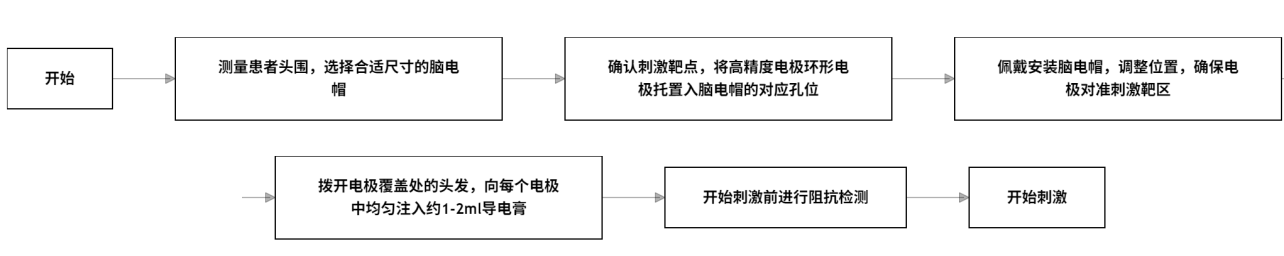 开始
测量患者头围，选择合适尺寸的脑电
帽
确认刺激靶点，将高精度电极环形电
极托置入脑电帽的对应孔位
佩戴安装脑电帽，调整位置，确保电
极对准刺激靶区
拨开电极覆盖处的头发，向每个电极
中均匀注入约1-2ml导电膏
开始刺激前进行阻抗检测
开始刺激